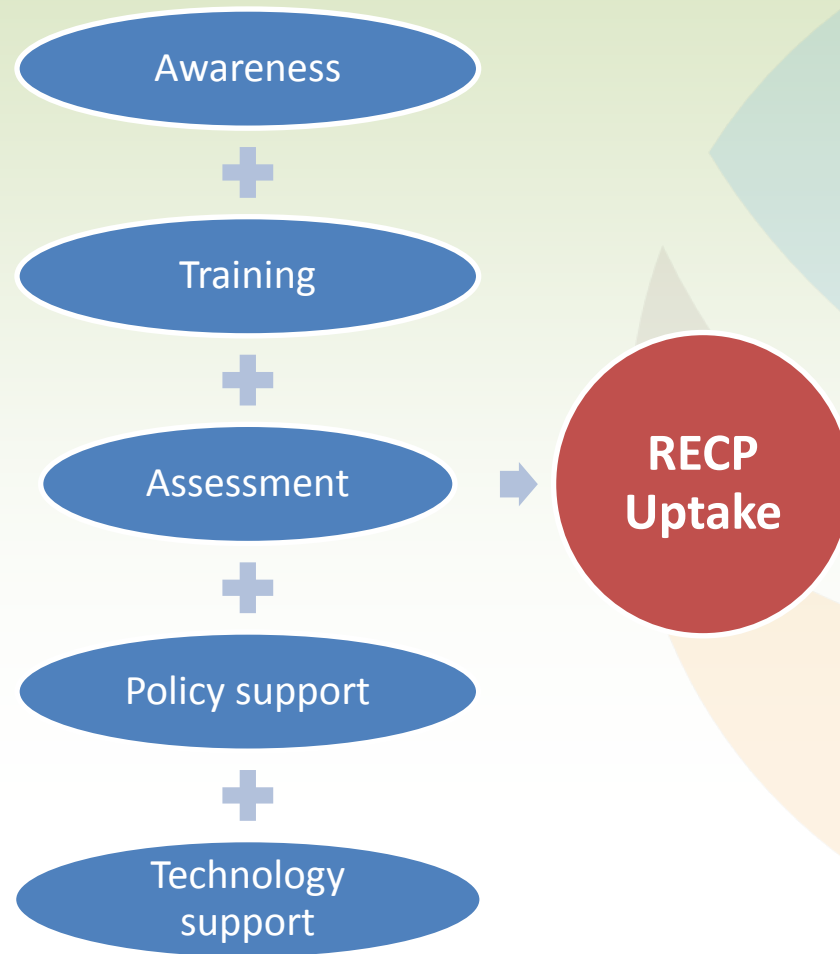 Awareness
Training
Assessment
RECP
Uptake
Policy support
Technology
support